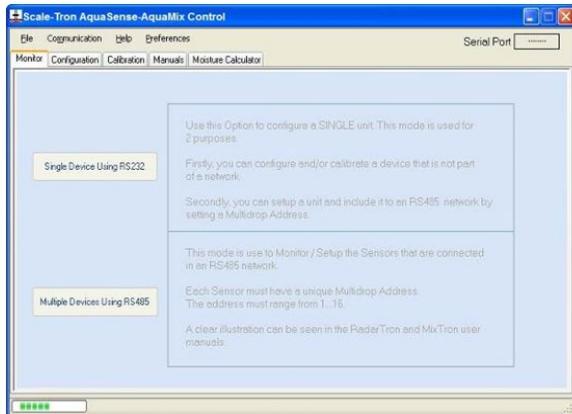 Scale-Tron AquaSense-AquaMix Control
File Communication Help Preferences
Serial Port --------
Monitor Configuration Calibration Manuals Moisture Calculator
Use this Option to configure a SINGLE unit. This mode is used for
2 purposes.
Single Device Using RS232
Firstly, you can configure and/or calibrate a device that is not part
of a network.
Secondly, you can setup a unit and include it to an RS485 network by
setting a Multidrop Address.
This mode is use to Monitor / Setup the Sensors that are connected
in an RS485 network.
Multiple Devices Using RS485
Each Sensor must have a unique Multidrop Address.
The address must range from 1...16.
A clear illustration can be seen in the RadarTron and MixTron user
manuals.